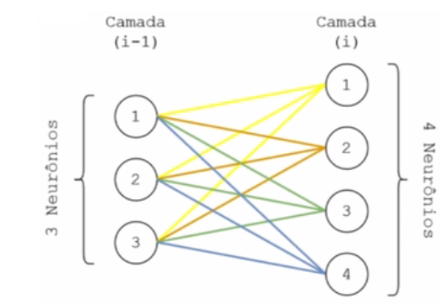 Camada
(i-1)
Camada
(i)
3 Neurônios
1
2
3
1
2
3
4
4 Neurônios